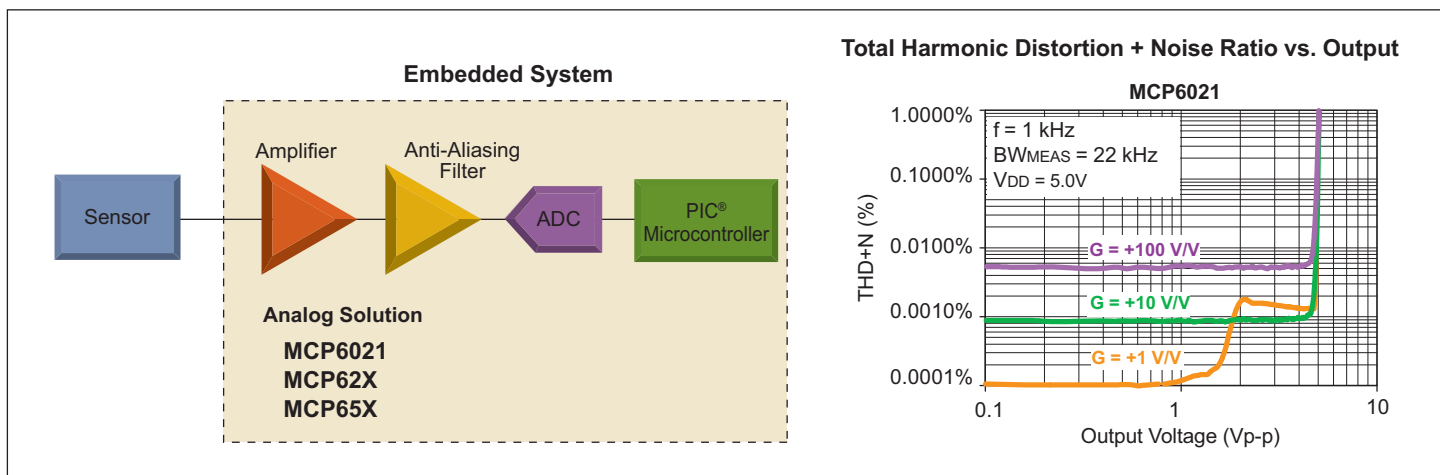 Embedded System
Amplifier
Anti-Aliasing
Filter
Sensor
ADC
PIC®
Microcontroller
Analog Solution
MCP6021
MCP62X
MCP65X
Total Harmonic Distortion + Noise Ratio vs. Output
MCP6021
1.0000%
0.1000%
0.0100%
0.0010%
0.0001%
THD+N (%)
f = 1 kHz
BWMEAS = 22 kHz
VDD = 5.0V
G = +100 V/V
G = +10 V/V
G = +1 V/V
0.1
1
10
Output Voltage (Vp-p)